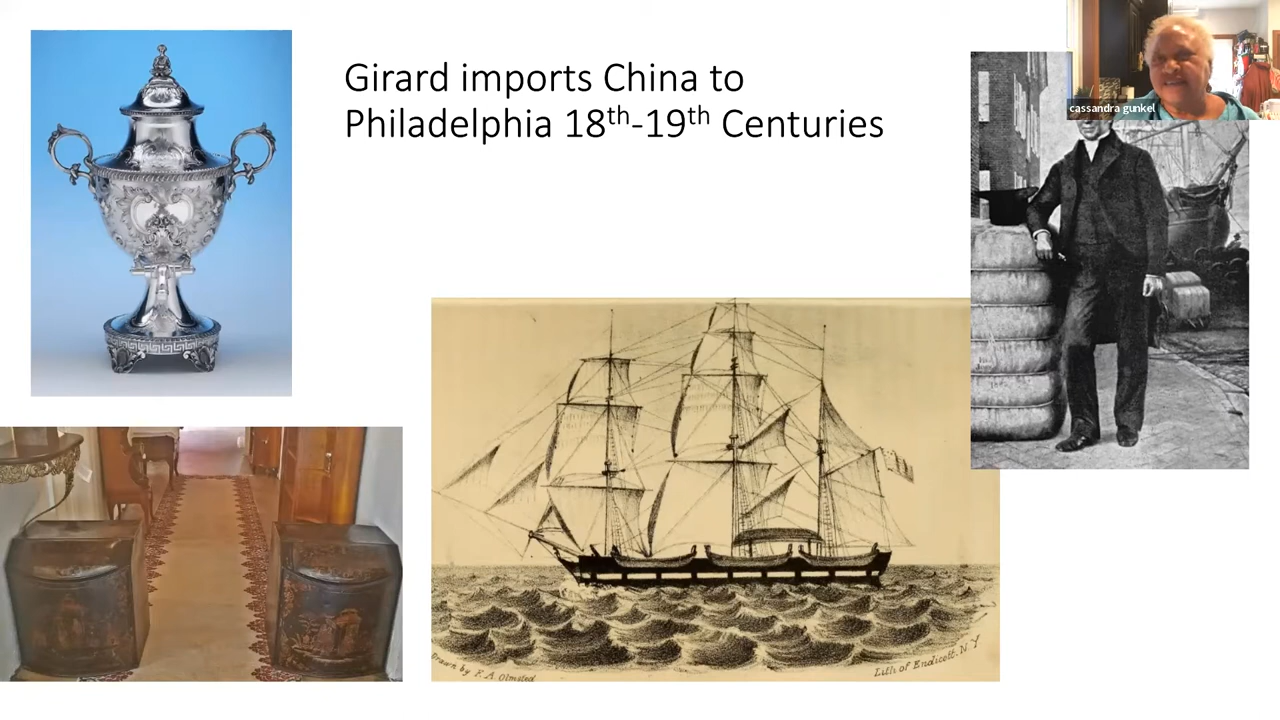 Girard imports China to
Philadelphia 18th-19th Centuries
cassandra gunkel
Drawn by F. A. Olmsted
Lith of Endicott. N.Y